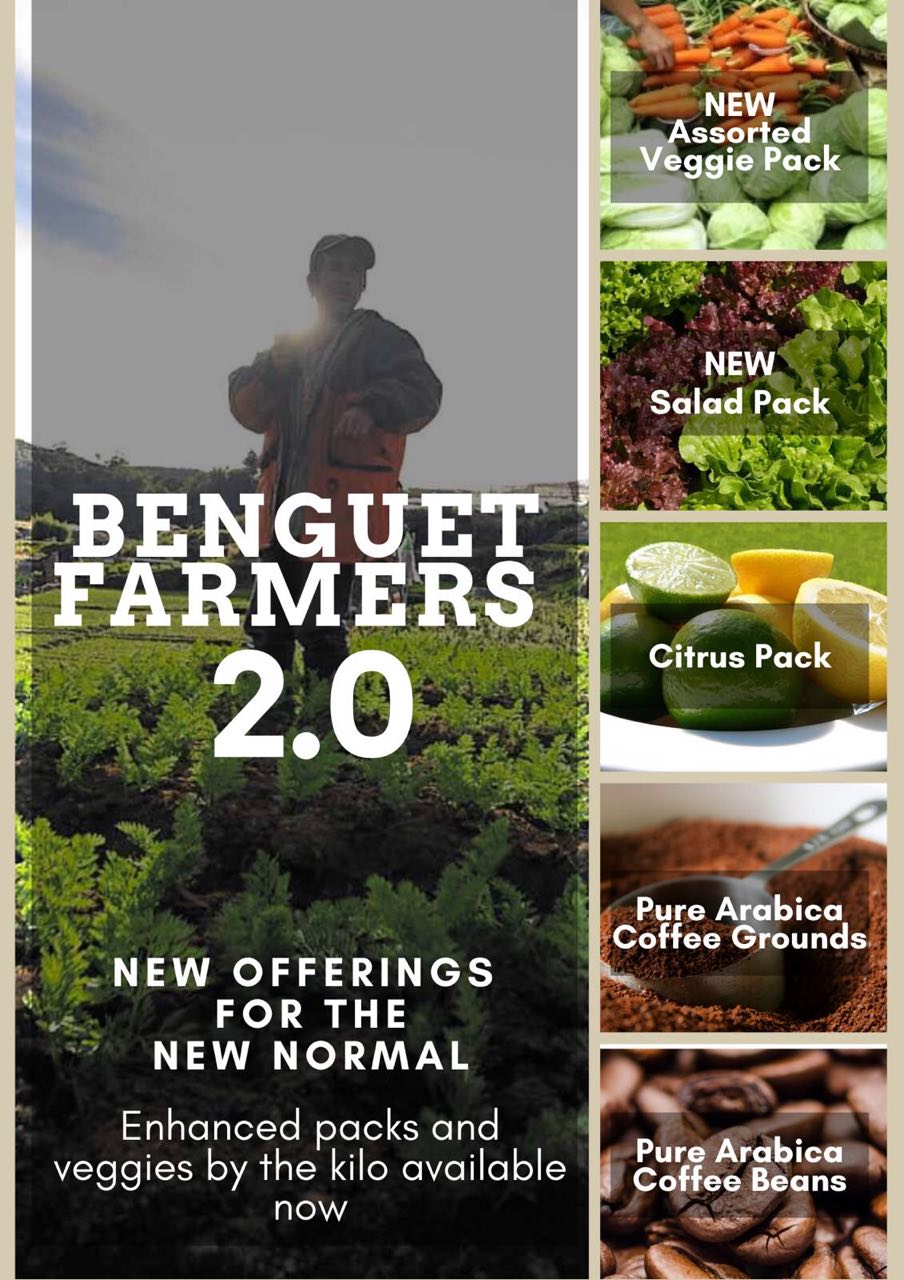 BENGUET
FARMERS
2.0
NEW OFFERINGS
FOR THE
NEW NORMAL
Enhanced packs and
veggies by the kilo available
now
NEW
Assorted
Veggie Pack
NEW
Salad Pack
Citrus Pack
Pure Arabica
Coffee Grounds
Pure Arabica
Coffee Beans